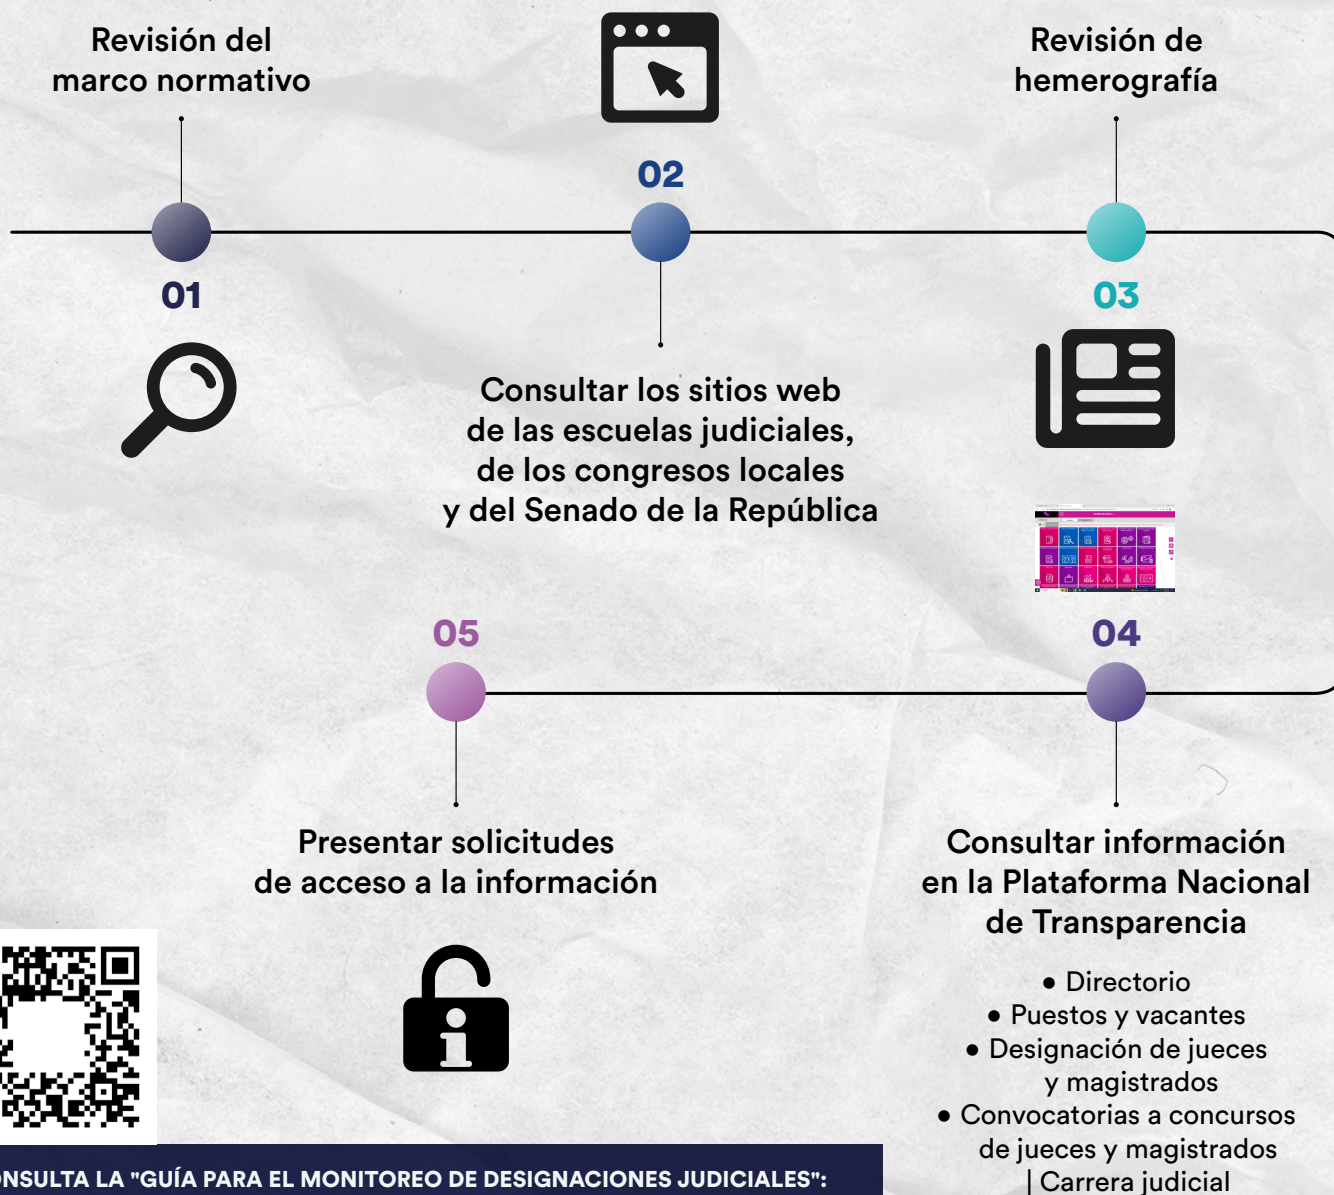 Revisión del
marco normativo
01
02
Consultar los sitios web
de las escuelas judiciales,
de los congresos locales
y del Senado de la República
Revisión de
hemerografía
03
04
Consultar información
en la Plataforma Nacional
de Transparencia
● Directorio
● Puestos y vacantes
● Designación de jueces
y magistrados
● Convocatorias a concursos
de jueces y magistrados
| Carrera judicial
05
Presentar solicitudes
de acceso a la información
ONSULTA LA "GUÍA PARA EL MONITOREO DE DESIGNACIONES JUDICIALES":